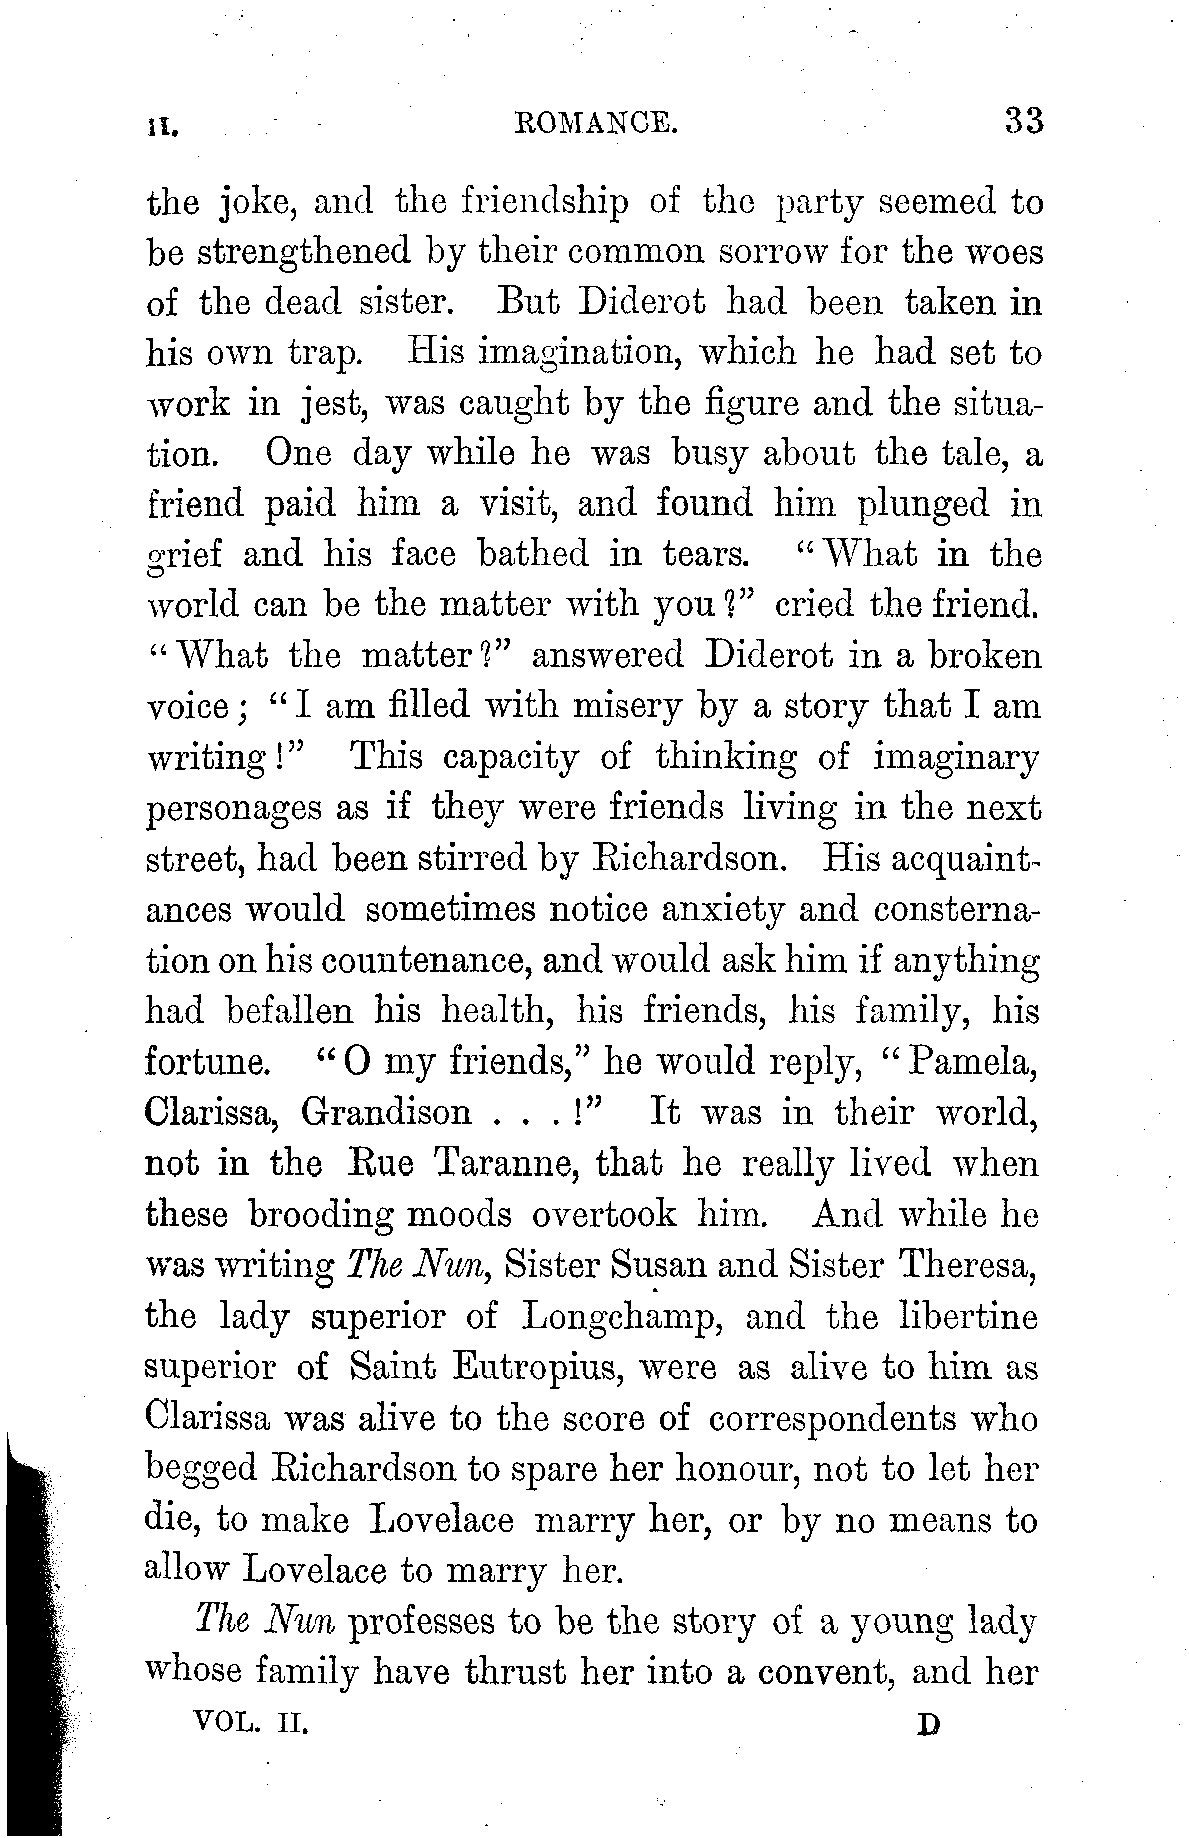 II. ROMANCE. 33
the joke, and the friendship of the party seemed to
be strengthened by their common sorrow for the woes
of the dead sister. But Diderot had been taken in
his own trap. His imagination, which he had set to
work in jest, was caught by the figure and the situa-
tion. One day while he was busy about the tale, a
friend paid him a visit, and found him plunged in
grief and his face bathed in tears. "What in the
world can be the matter with you?" cried the friend.
"What the matter?" answered Diderot in a broken
voice; "I am filled with misery by a story that I am
writing!" This capacity of thinking of imaginary
personages as if they were friends living in the next
street, had been stirred by Richardson. His acquaint-
ances would sometimes notice anxiety and consterna-
tion on his countenance, and would ask him if anything
had befallen his health, his friends, his family, his
fortune. "O my friends," he would reply, "Pamela,
Clarissa, Grandison . . . !" It was in their world,
not in the Rue Taranne, that he really lived when
these brooding moods overtook him. And while he
was writing The Nun, Sister Susan and Sister Theresa,
the lady superior of Longchamp, and the libertine
superior of Saint Eutropius, were as alive to him as
Clarissa was alive to the score of correspondents who
begged Richardson to spare her honour, not to let her
die, to make Lovelace marry her, or by no means to
allow Lovelace to marry her.
The Nun professes to be the story of a young lady
whose family have thrust her into a convent, and her
VOL. II. D